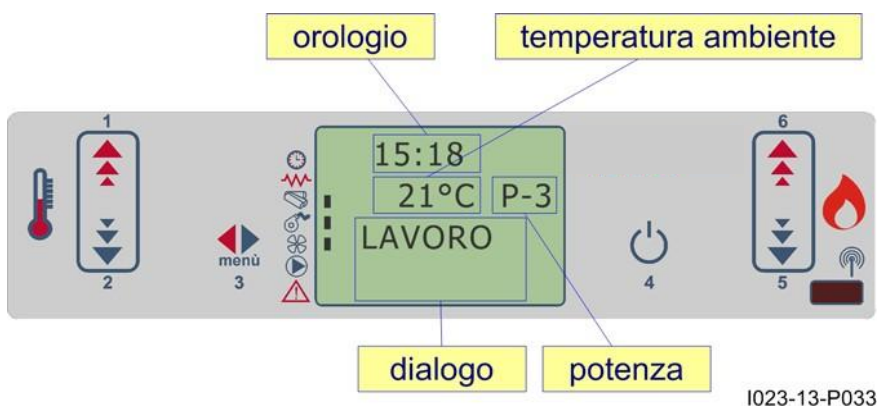 orologio
temperatura ambiente
1
6
15:18
21°C
P-3
LAVORO
menù
2
3
4
5
dialogo
potenza
I023-13-P033